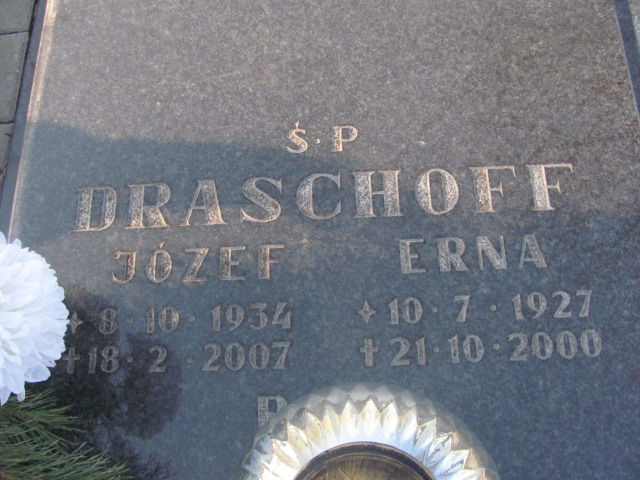 Ś.P
DRASCHOFF
JÓZEF ERNA
8·10·1934 10·7·1927
†18·2·2007 †21·10·2000